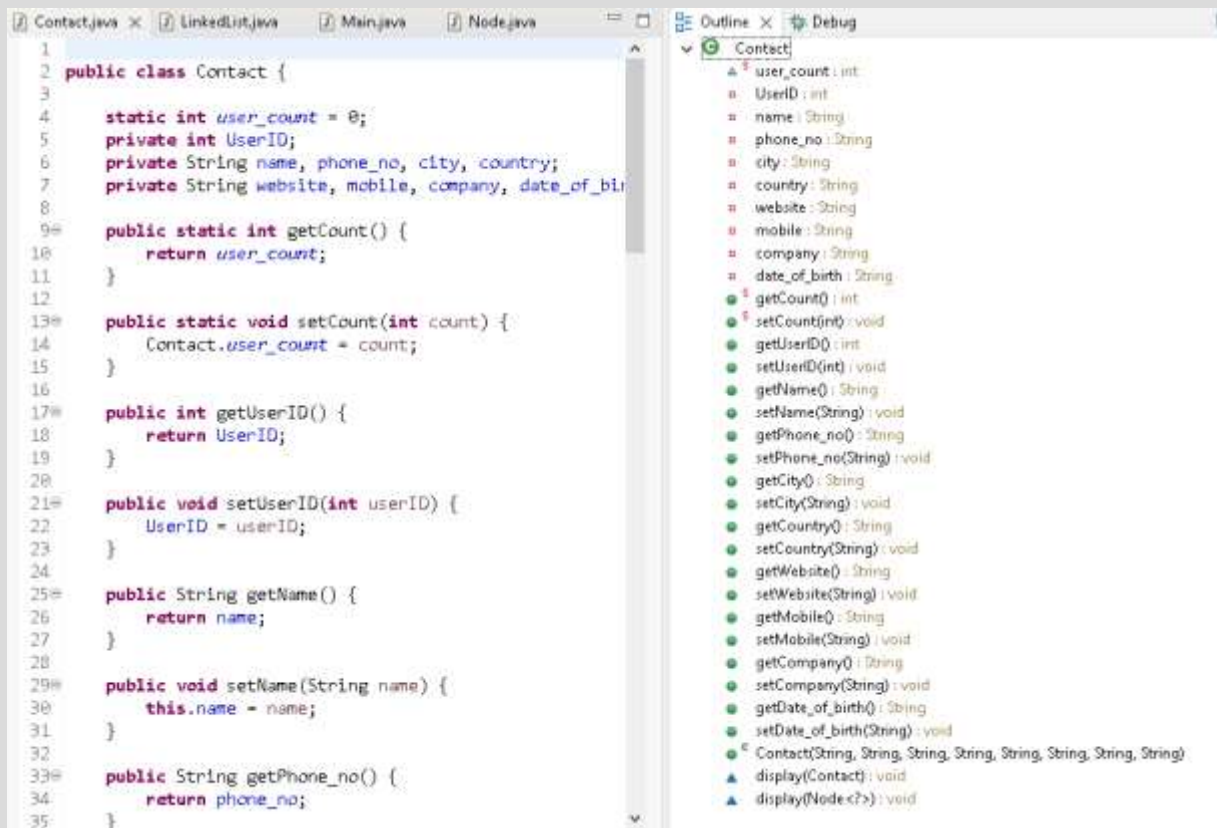 Contact.java LinkedList.java Main.java Node.java
1
2 public class Contact {
3
4 static int user_count = 0;
5 private int UserID;
6 private String name, phone_no, city, country;
7 private String website, mobile, company, date_of_bir
8
9 public static int getCount() {
10 return user_count;
11 }
12
13 public static void setCount(int count) {
14 Contact.user_count = count;
15 }
16
17 public int getUserID() {
18 return UserID;
19 }
20
21 public void setUserID(int userID) {
22 UserID = userID;
23 }
24
25 public String getName() {
26 return name;
27 }
28
29 public void setName(String name) {
30 this.name = name;
31 }
32
33 public String getPhone_no() {
34 return phone_no;
35 }
Outline Debug
Contact
user_count : int
UserID : int
name : String
phone_no : String
city : String
country : String
website : String
mobile : String
company : String
date_of_birth : String
getCount() : int
setCount(int) : void
getUserID() : int
setUserID(int) : void
getName() : String
setName(String) : void
getPhone_no() : String
setPhone_no(String) : void
getCity() : String
setCity(String) : void
getCountry() : String
setCountry(String) : void
getWebsite() : String
setWebsite(String) : void
getMobile() : String
setMobile(String) : void
getCompany() : String
setCompany(String) : void
getDate_of_birth() : String
setDate_of_birth(String) : void
Contact(String, String, String, String, String, String, String, String)
display(Contact) : void
display(Node<?>) : void